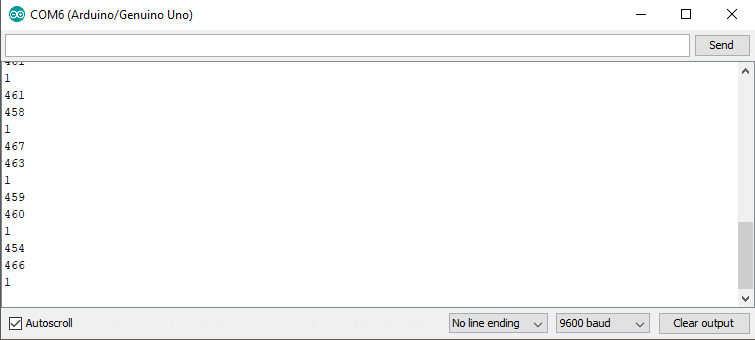 COM6 (Arduino/Genuino Uno)
Send
461
1
461
458
1
467
463
1
459
460
1
454
466
1
Autoscroll
No line ending
9600 baud
Clear output